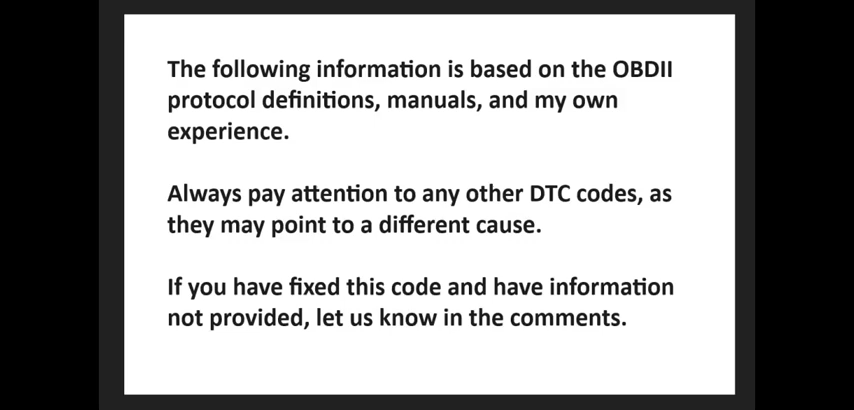 The following information is based on the OBDII
protocol definitions, manuals, and my own
experience.
Always pay attention to any other DTC codes, as
they may point to a different cause.
If you have fixed this code and have information
not provided, let us know in the comments.